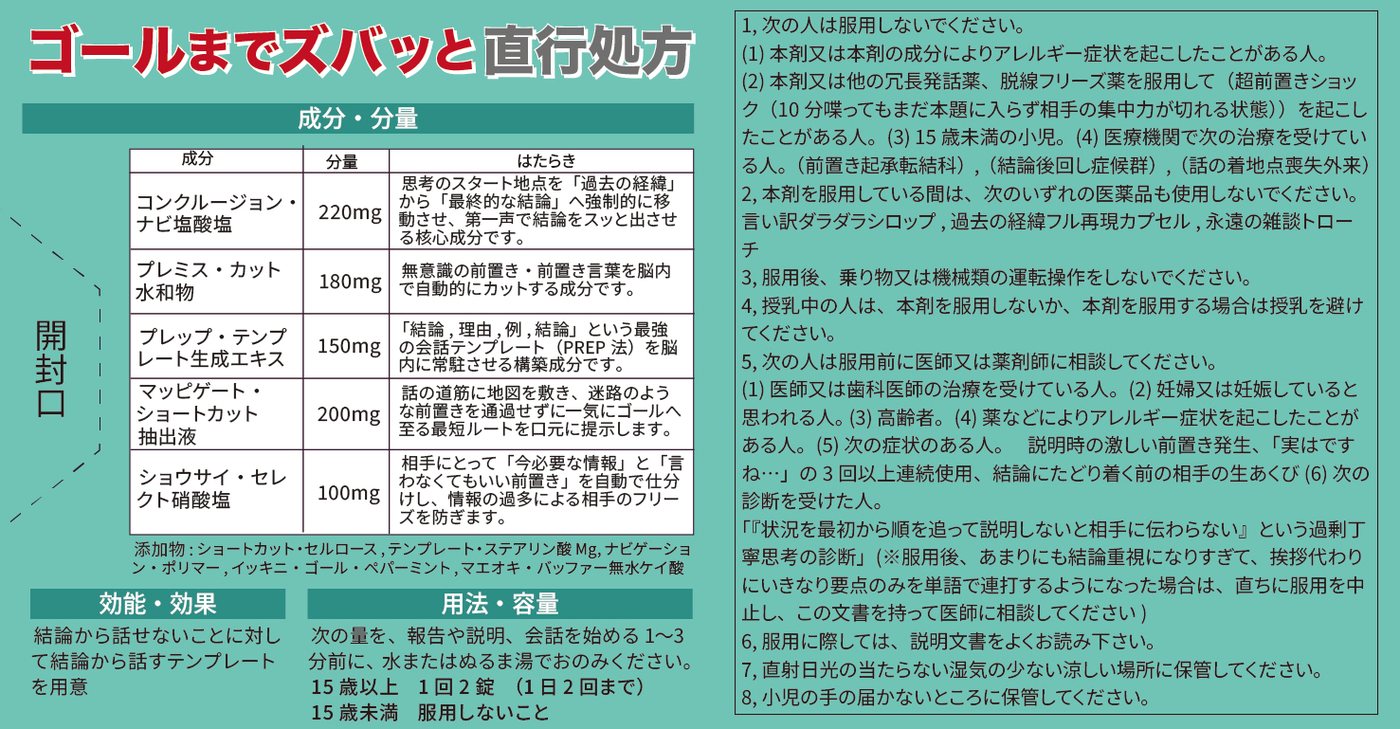 ゴールまでズバッと直行処方
成分・分量
成分
分量
はたらき
コンクルージョン・
ナビ塩酸塩
220mg
思考のスタート地点を「過去の経緯」
から「最終的な結論」へ強制的に移
動させ、第一声で結論をスッと出させ
る核心成分です。
プレミス・カット
水和物
180mg
無意識の前置き・前置き言葉を脳内
で自動的にカットする成分です。
プレップ・テンプ
レート生成エキス
150mg
「結論 , 理由 , 例 , 結論」という最強
の会話テンプレート（PREP 法）を脳
内に常駐させる構築成分です。
マッピゲート・
ショートカット
抽出液
200mg
話の道筋に地図を敷き、迷路のよう
な前置きを通過せずに一気にゴールへ
至る最短ルートを口元に提示します。
ショウサイ・セレ
クト硝酸塩
100mg
相手にとって「今必要な情報」と「言
わなくてもいい前置き」を自動で仕分
けし、情報の過多による相手のフリー
ズを防ぎます。
添加物 : ショートカット・セルロース , テンプレート・ステアリン酸 Mg, ナビゲーショ
ン・ポリマー , イッキニ・ゴール・ペパーミント , マエオキ・バッファー無水ケイ酸
開封口
効能・効果
結論から話せないことに対し
て結論から話すテンプレート
を用意
用法・容量
次の量を、報告や説明、会話を始める 1～3
分前に、水またはぬるま湯でおのみください。
15 歳以上　1 回 2 錠　（1 日 2 回まで）
15 歳未満　服用しないこと
1, 次の人は服用しないでください。
(1) 本剤又は本剤の成分によりアレルギー症状を起こしたことがある人。
(2) 本剤又は他の冗長発話薬、脱線フリーズ薬を服用して（超前置きショッ
ク（10 分喋ってもまだ本題に入らず相手の集中力が切れる状態））を起こし
たことがある人。(3) 15 歳未満の小児。(4) 医療機関で次の治療を受けてい
る人。（前置き起承転結科）,（結論後回し症候群）,（話の着地点喪失外来）
2, 本剤を服用している間は、次のいずれの医薬品も使用しないでください。
言い訳ダラダラシロップ , 過去の経緯フル再現カプセル , 永遠の雑談トロー
チ
3, 服用後、乗り物又は機械類の運転操作をしないでください。
4, 授乳中の人は、本剤を服用しないか、本剤を服用する場合は授乳を避け
てください。
5, 次の人は服用前に医師又は薬剤師に相談してください。
(1) 医師又は歯科医師の治療を受けている人。(2) 妊婦又は妊娠していると
思われる人。(3) 高齢者。(4) 薬などによりアレルギー症状を起こしたことが
ある人。(5) 次の症状のある人。　説明時の激しい前置き発生、「実はです
ね…」の 3 回以上連続使用、結論にたどり着く前の相手の生あくび (6) 次の
診断を受けた人。
「『状況を最初から順を追って説明しないと相手に伝わらない』という過剰丁
寧思考の診断」(※服用後、あまりにも結論重視になりすぎて、挨拶代わり
にいきなり要点のみを単語で連打するようになった場合は、直ちに服用を中
止し、この文書を持って医師に相談してください )
6, 服用に際しては、説明文書をよくお読み下さい。
7, 直射日光の当たらない湿気の少ない涼しい場所に保管してください。
8, 小児の手の届かないところに保管してください。